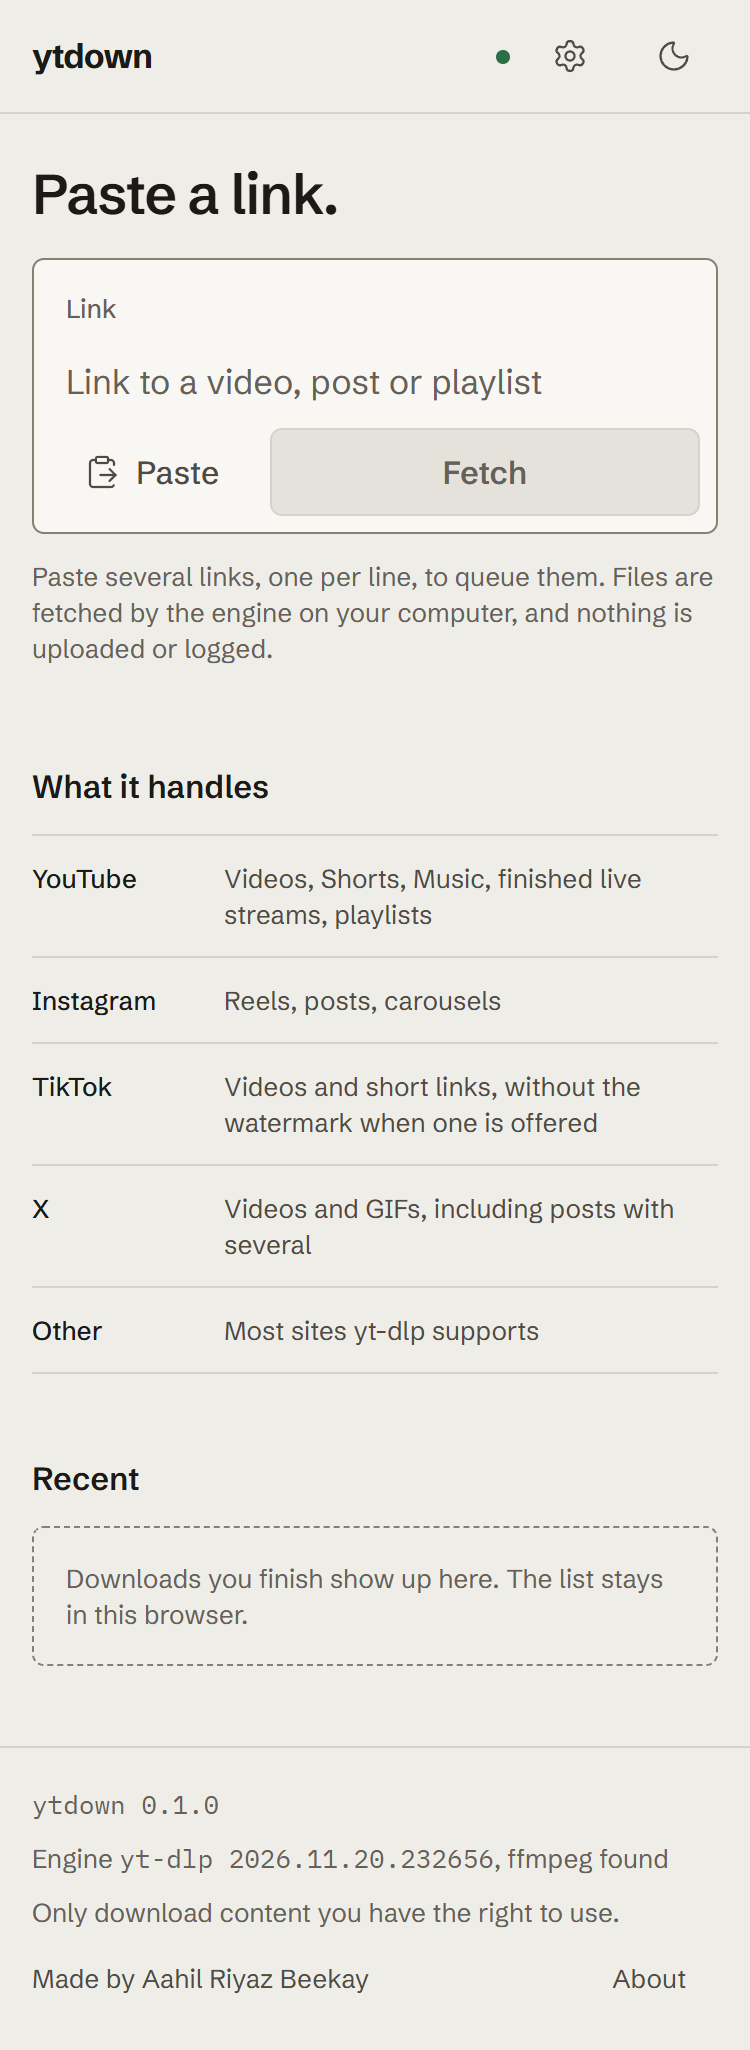 ytdown
Paste a link.
Link
Link to a video, post or playlist
Paste
Fetch
Paste several links, one per line, to queue them. Files are
fetched by the engine on your computer, and nothing is
uploaded or logged.
What it handles
YouTube
Videos, Shorts, Music, finished live
streams, playlists
Instagram
Reels, posts, carousels
TikTok
Videos and short links, without the
watermark when one is offered
X
Videos and GIFs, including posts with
several
Other
Most sites yt-dlp supports
Recent
Downloads you finish show up here. The list stays
in this browser.
ytdown 0.1.0
Engine yt-dlp 2026.11.20.232656, ffmpeg found
Only download content you have the right to use.
Made by Aahil Riyaz Beekay
About